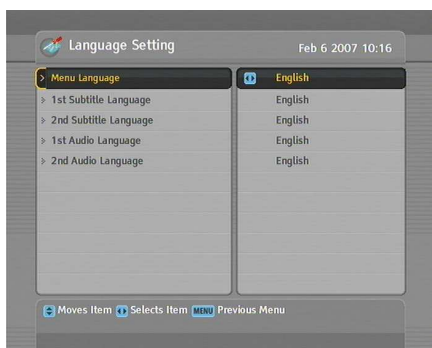 Language Setting
Feb 6 2007 10:16
Menu Language English
1st Subtitle Language English
2nd Subtitle Language English
1st Audio Language English
2nd Audio Language English
Moves Item Selects Item MENU Previous Menu